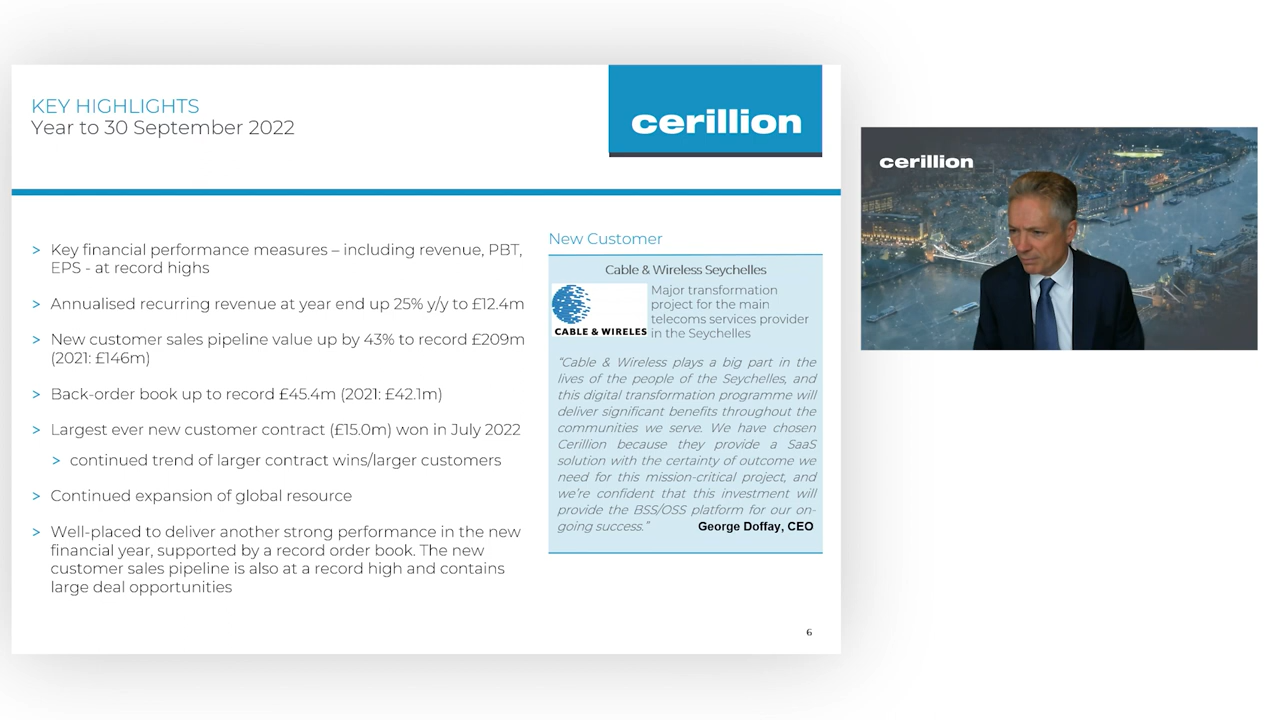 KEY HIGHLIGHTS
Year to 30 September 2022
cerillion
> Key financial performance measures – including revenue, PBT,
EPS - at record highs
> Annualised recurring revenue at year end up 25% y/y to £12.4m
> New customer sales pipeline value up by 43% to record £209m
(2021: £146m)
> Back-order book up to record £45.4m (2021: £42.1m)
> Largest ever new customer contract (£15.0m) won in July 2022
> continued trend of larger contract wins/larger customers
> Continued expansion of global resource
> Well-placed to deliver another strong performance in the new
financial year, supported by a record order book. The new
customer sales pipeline is also at a record high and contains
large deal opportunities
New Customer
Cable & Wireless Seychelles
CABLE & WIRELES
Major transformation
project for the main
telecoms services provider
in the Seychelles
“Cable & Wireless plays a big part in the
lives of the people of the Seychelles, and
this digital transformation programme will
deliver significant benefits throughout the
communities we serve. We have chosen
Cerillion because they provide a SaaS
solution with the certainty of outcome we
need for this mission-critical project, and
we’re confident that this investment will
provide the BSS/OSS platform for our on-
going success.” George Doffay, CEO
6
cerillion